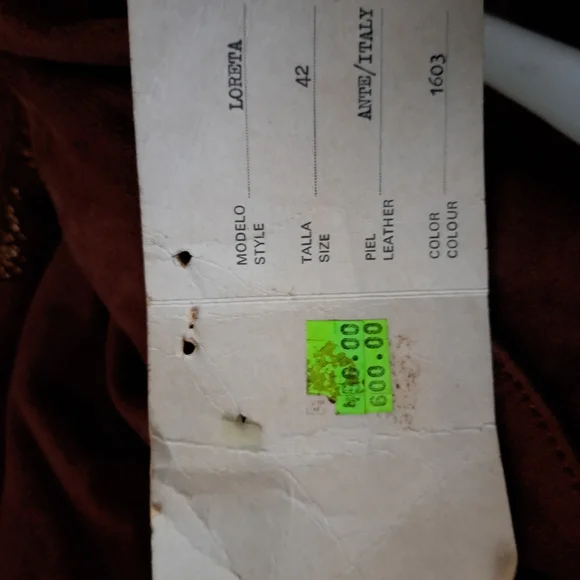 MODELO LORETA
STYLE
TALLA 42
SIZE
PIEL ANTE/ITALY
LEATHER
COLOR 1603
COLOUR
600.00